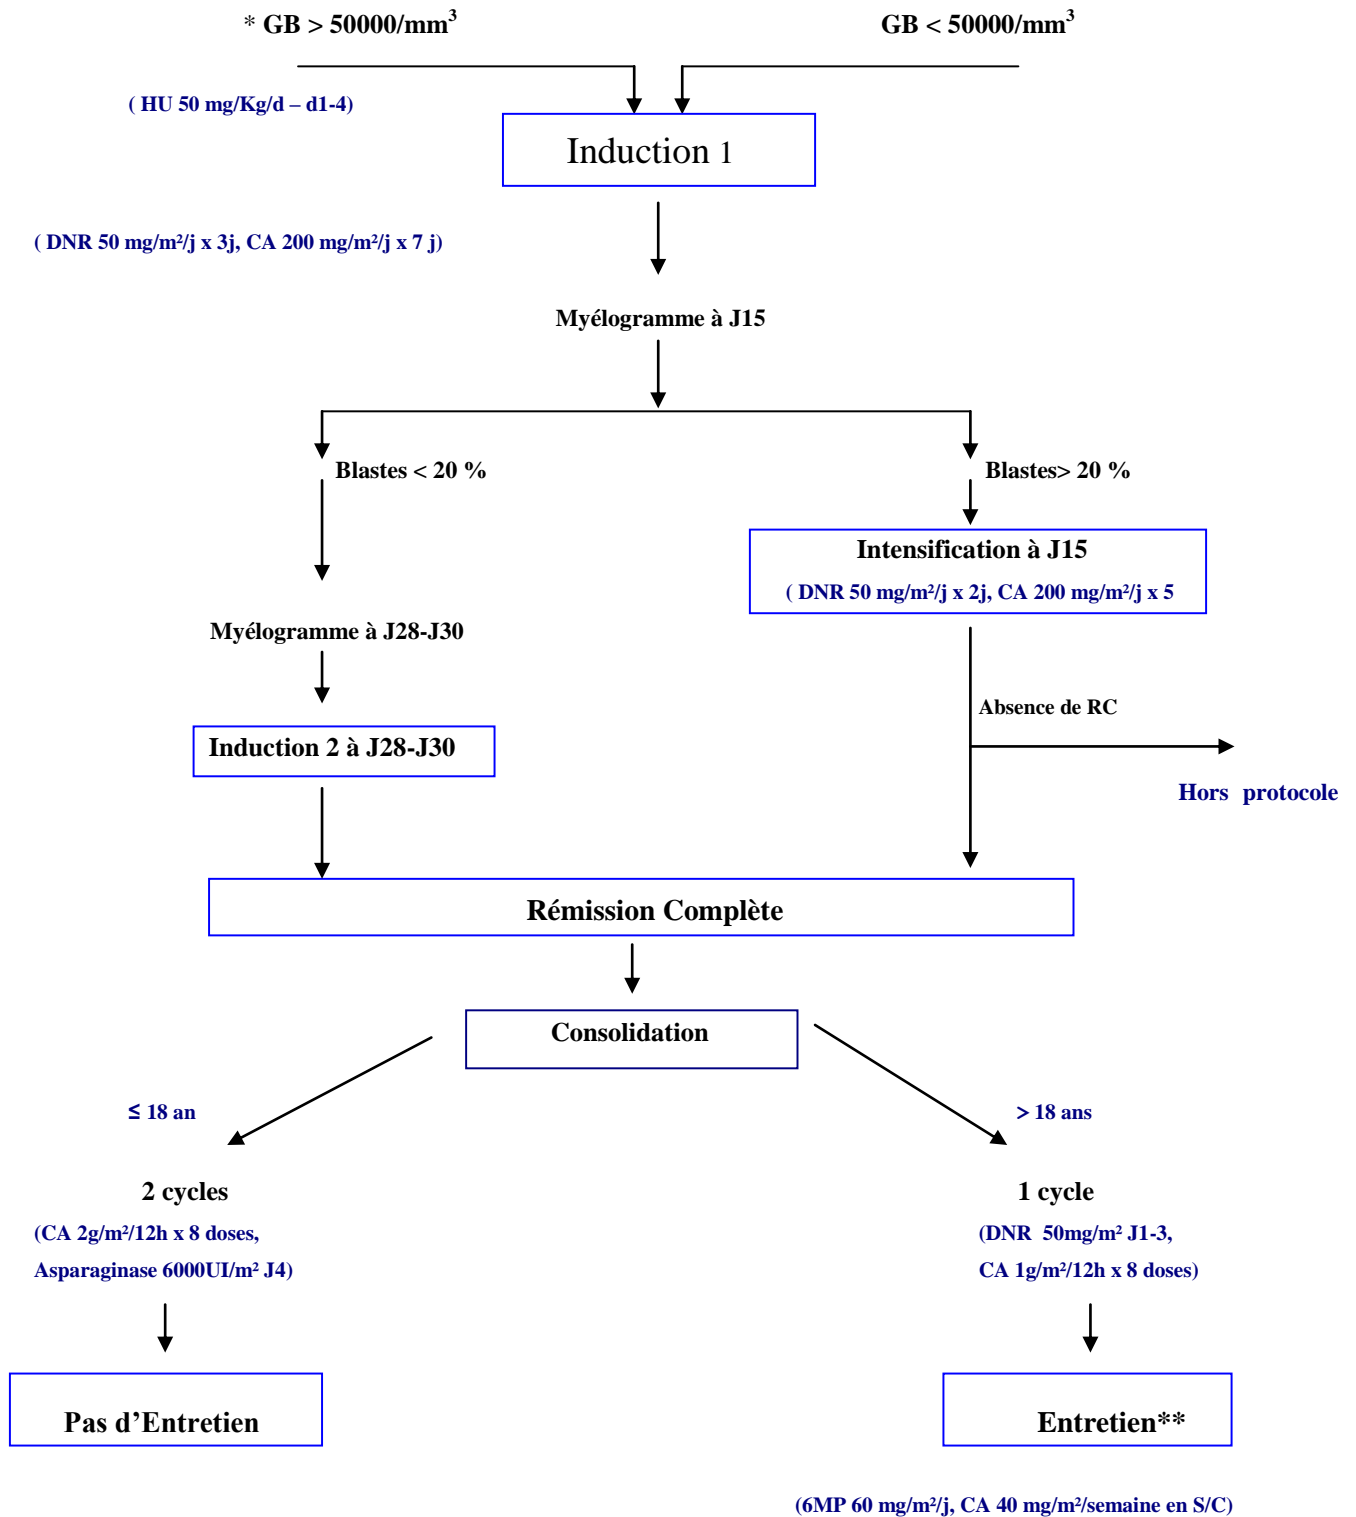 * GB > 50000/mm³
GB < 50000/mm³
( HU 50 mg/Kg/d – d1-4)
Induction 1
( DNR 50 mg/m²/j x 3j, CA 200 mg/m²/j x 7 j)
Myélogramme à J15
Blastes < 20 %
Blastes> 20 %
Intensification à J15
( DNR 50 mg/m²/j x 2j, CA 200 mg/m²/j x 5
Myélogramme à J28-J30
Absence de RC
Induction 2 à J28-J30
Hors protocole
Rémission Complète
Consolidation
≤ 18 an
> 18 ans
2 cycles
1 cycle
(CA 2g/m²/12h x 8 doses,
Asparaginase 6000UI/m² J4)
(DNR 50mg/m² J1-3,
CA 1g/m²/12h x 8 doses)
Pas d’Entretien
Entretien**
(6MP 60 mg/m²/j, CA 40 mg/m²/semaine en S/C)